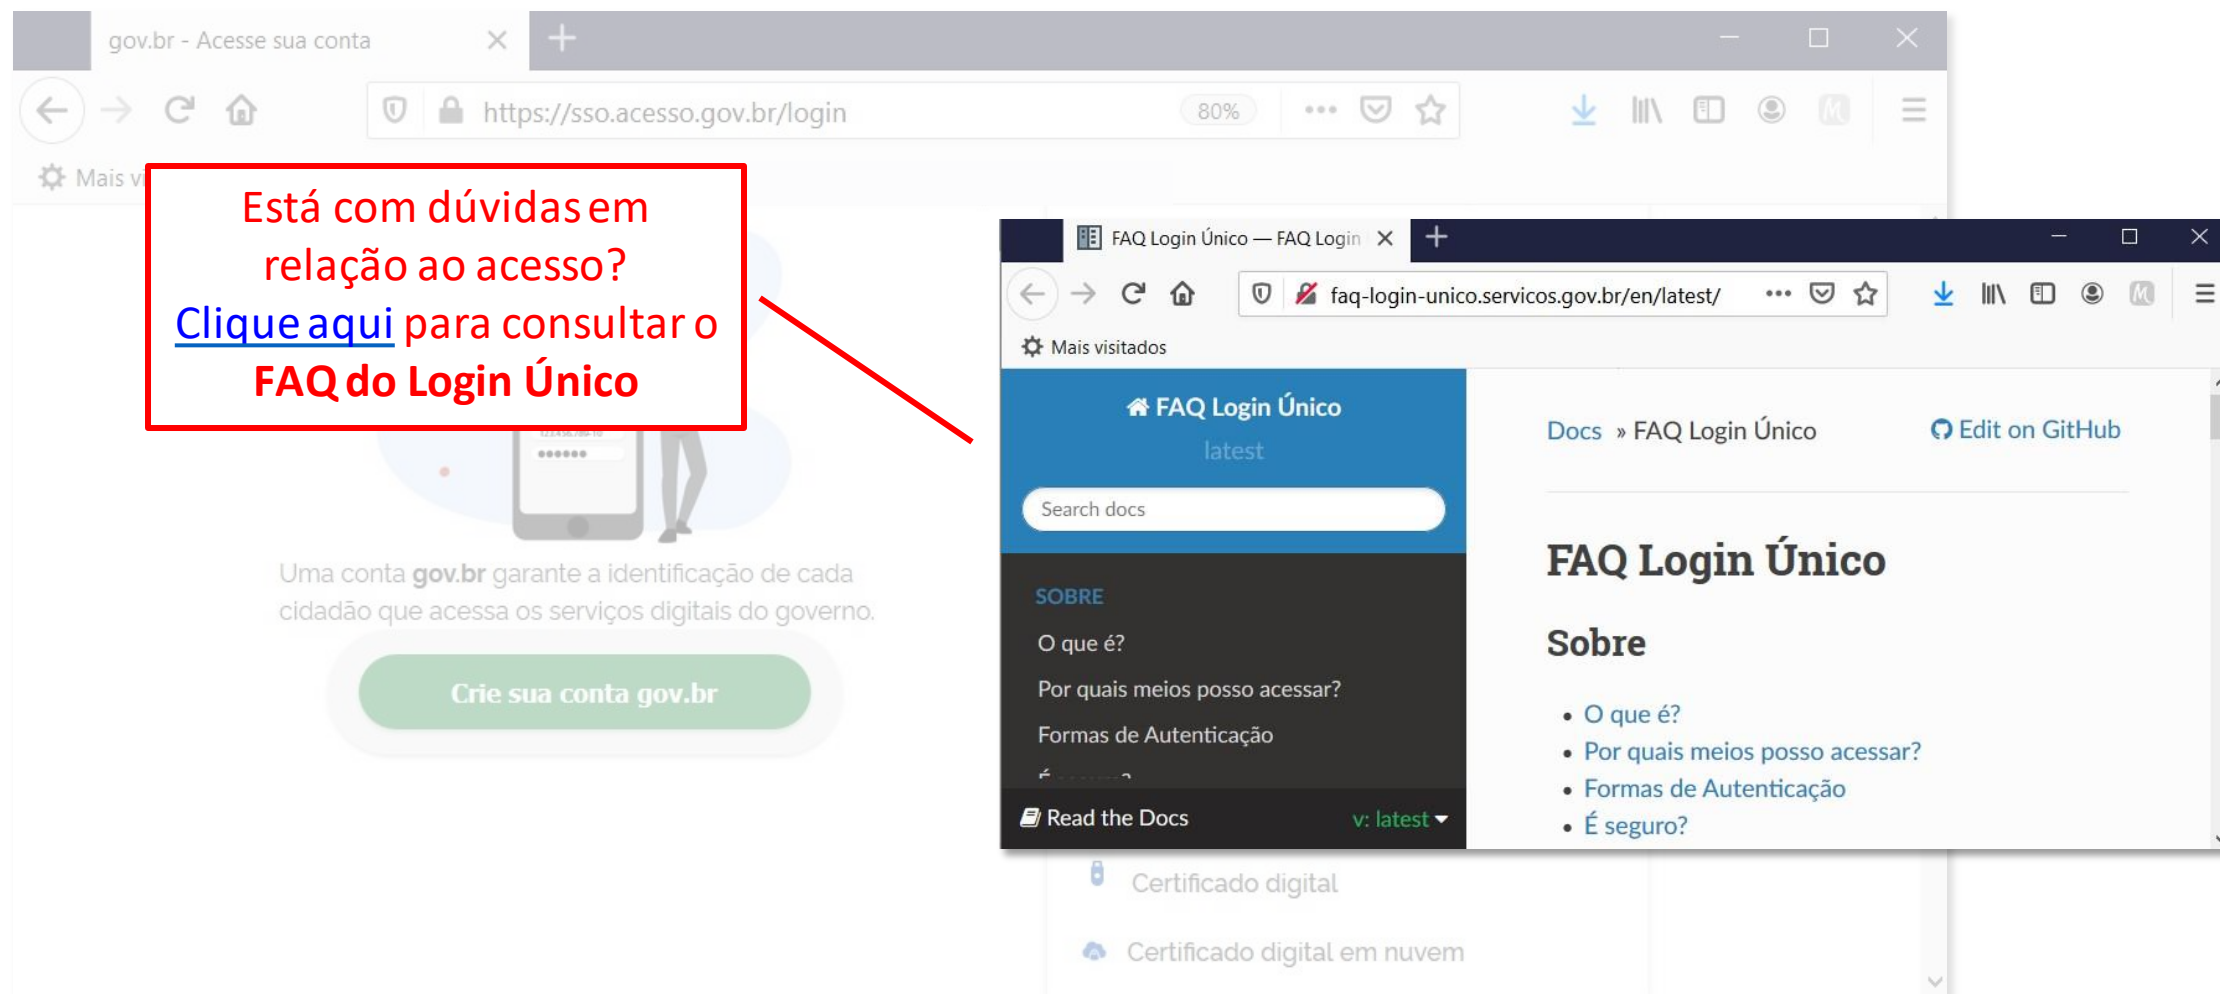 gov.br - Acesse sua conta
https://sso.acesso.gov.br/login
80%
Mais vi
Está com dúvidas em
relação ao acesso?
Clique aqui para consultar o
FAQ do Login Único
Uma conta gov.br garante a identificação de cada
cidadão que acessa os serviços digitais do governo.
Crie sua conta gov.br
FAQ Login Único — FAQ Login
faq-login-unico.servicos.gov.br/en/latest/
Mais visitados
FAQ Login Único
latest
Search docs
SOBRE
O que é?
Por quais meios posso acessar?
Formas de Autenticação
Read the Docs
v: latest
Docs » FAQ Login Único
Edit on GitHub
FAQ Login Único
Sobre
• O que é?
• Por quais meios posso acessar?
• Formas de Autenticação
• É seguro?
Certificado digital
Certificado digital em nuvem